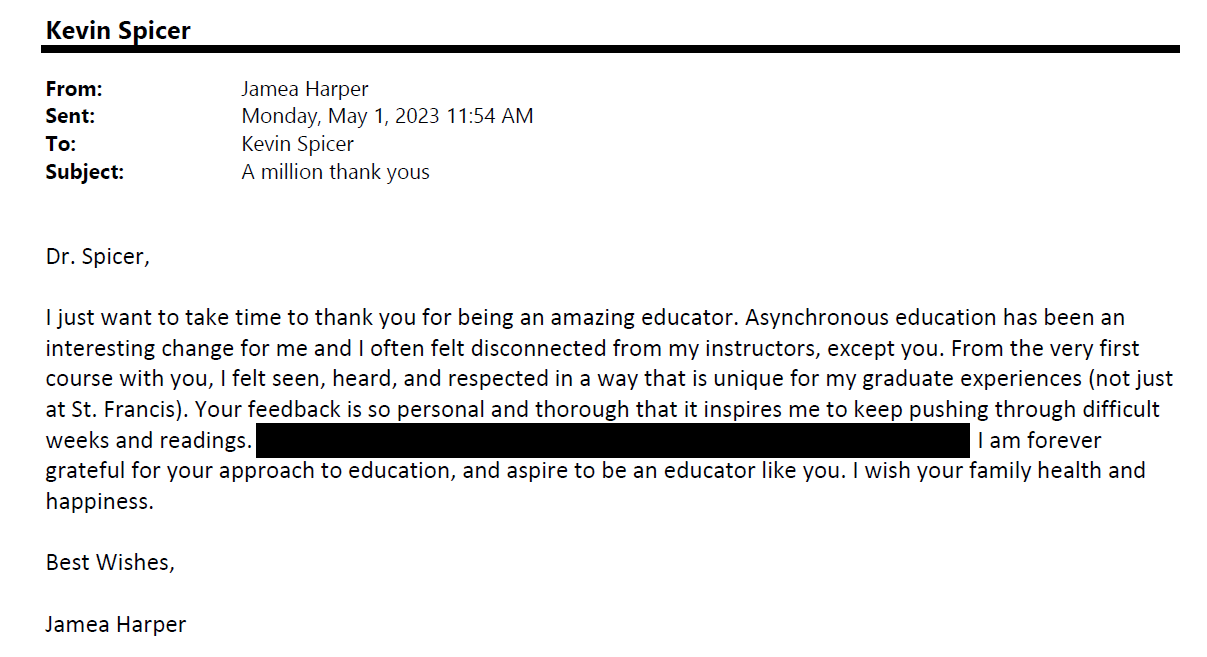 Kevin Spicer
From: Jamea Harper
Sent: Monday, May 1, 2023 11:54 AM
To: Kevin Spicer
Subject: A million thank yous
Dr. Spicer,
I just want to take time to thank you for being an amazing educator. Asynchronous education has been an
interesting change for me and I often felt disconnected from my instructors, except you. From the very first
course with you, I felt seen, heard, and respected in a way that is unique for my graduate experiences (not just
at St. Francis). Your feedback is so personal and thorough that it inspires me to keep pushing through difficult
weeks and readings. I am forever
grateful for your approach to education, and aspire to be an educator like you. I wish your family health and
happiness.
Best Wishes,
Jamea Harper